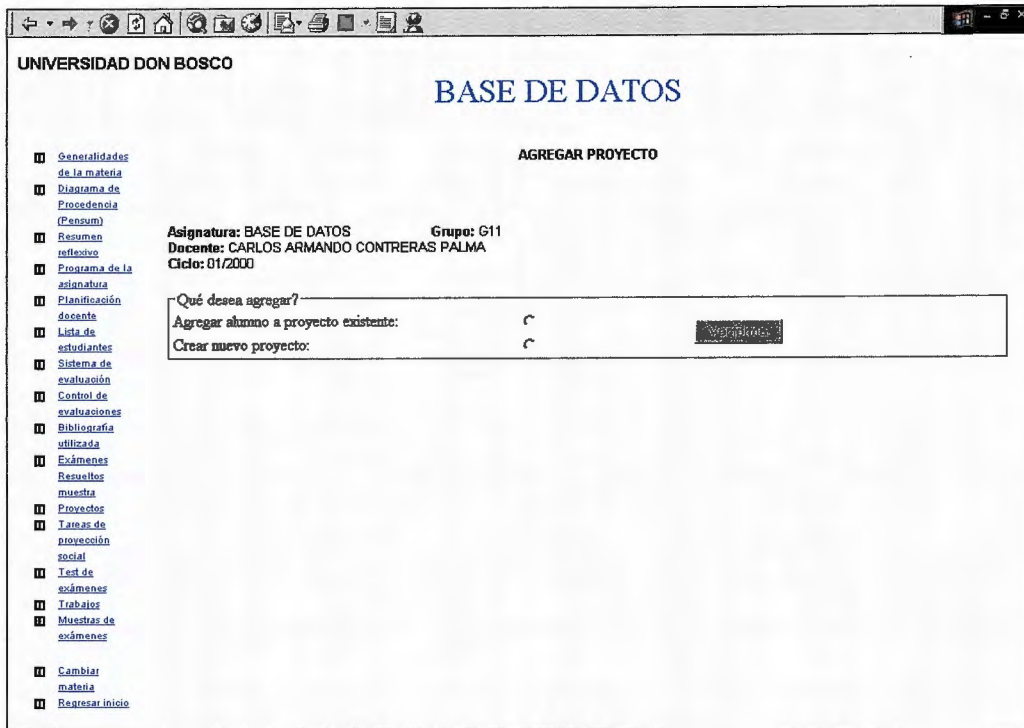 UNIVERSIDAD DON BOSCO
BASE DE DATOS
AGREGAR PROYECTO
Generalidades
de la materia
Diagrama de
Procedencia
(Pensum)
Resumen
reflexivo
Programa de la
asignatura
Planificación
docente
Lista de
estudiantes
Sistema de
evaluación
Control de
evaluaciones
Bibliografia
utilizada
Exámenes
Resueltos
muestra
Proyectos
Tareas de
proyección
social
Test de
exámenes
Trabajos
Muestras de
exámenes
Cambiar
materia
Regresar inicio
Asignatura: BASE DE DATOS Grupo: G11
Docente: CARLOS ARMANDO CONTRERAS PALMA
Ciclo: 01/2000
Qué desea agregar?
Agregar alumno a proyecto existente:
Crear nuevo proyecto: